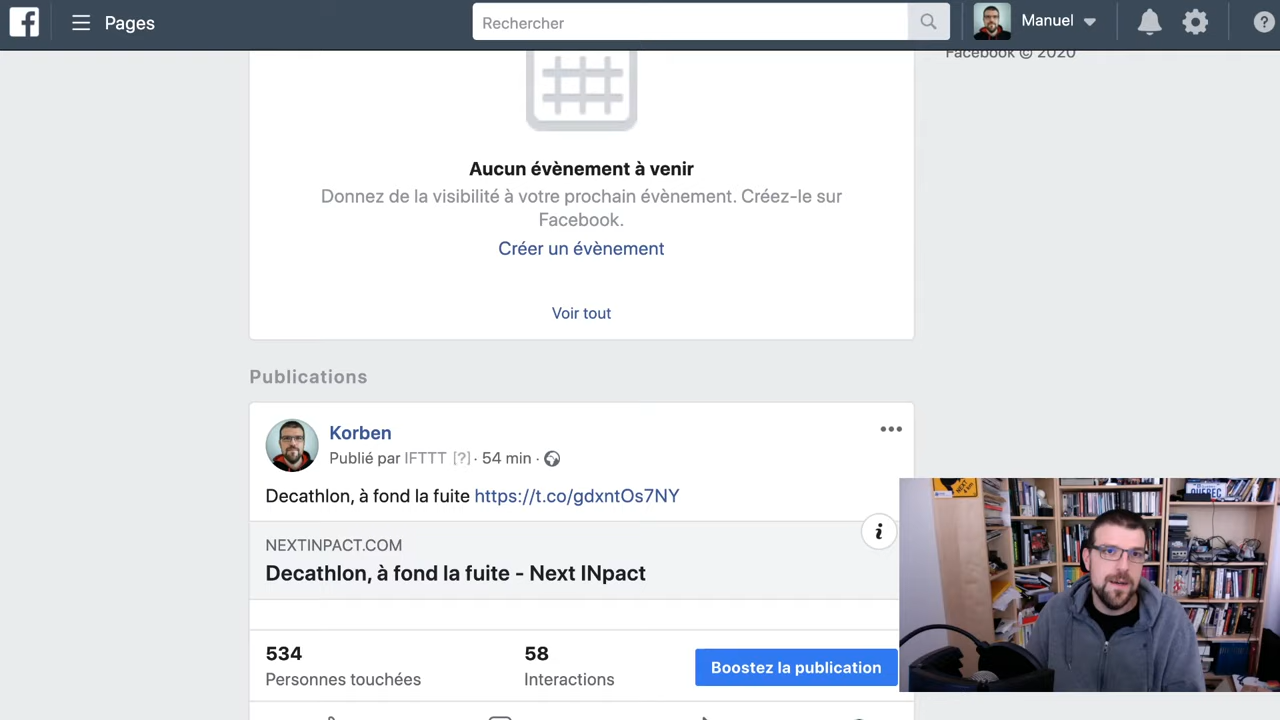 Pages
Rechercher
Manuel
Facebook © 2020
Aucun évènement à venir
Donnez de la visibilité à votre prochain évènement. Créez-le sur
Facebook.
Créer un évènement
Voir tout
Publications
Korben
Publié par IFTTT [?] · 54 min ·
Decathlon, à fond la fuite https://t.co/gdxntOs7NY
NEXTINPACT.COM
Decathlon, à fond la fuite - Next INpact
534
Personnes touchées
58
Interactions
Boostez la publication
QUÉBEC